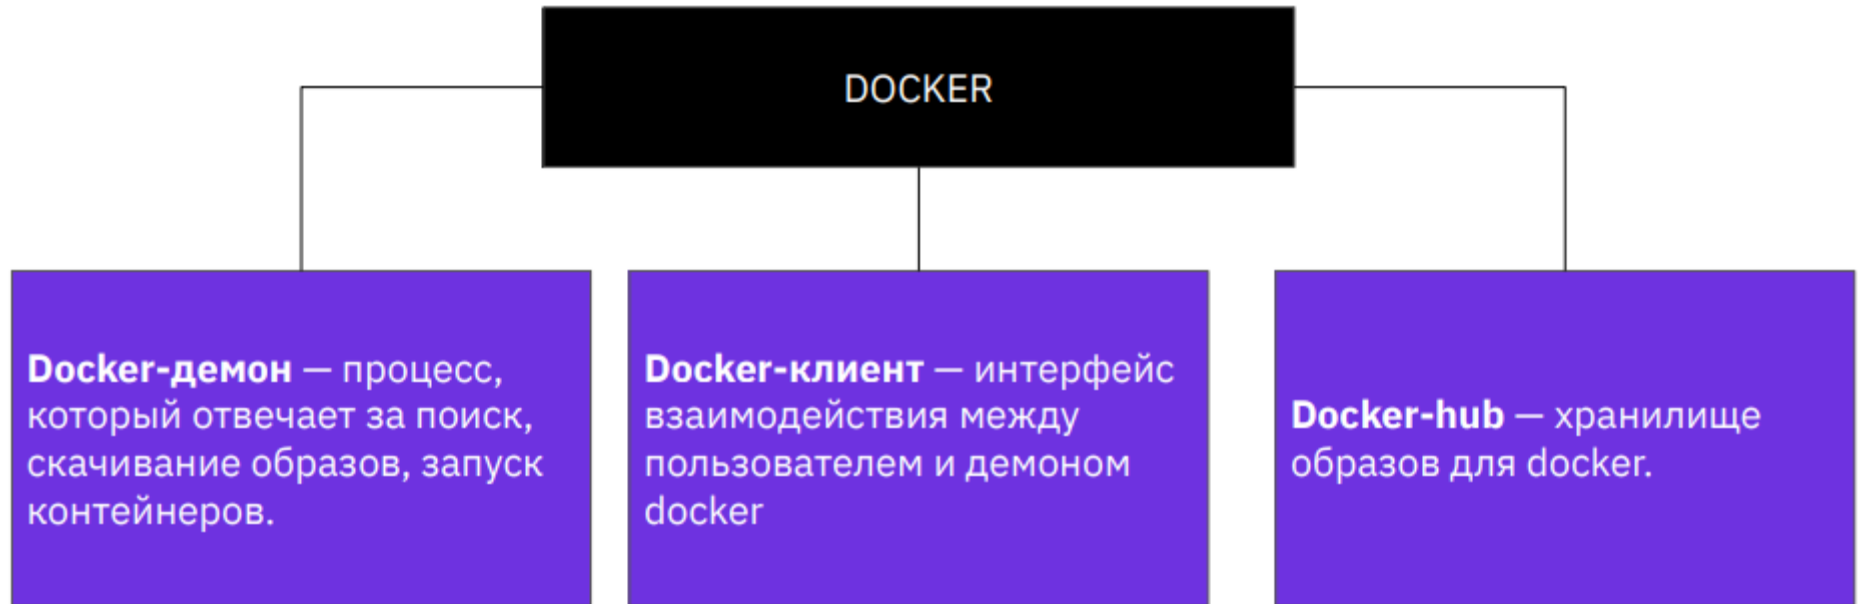 DOCKER
Docker-демон — процесс,
который отвечает за поиск,
скачивание образов, запуск
контейнеров.
Docker-клиент — интерфейс
взаимодействия между
пользователем и демоном
docker
Docker-hub — хранилище
образов для docker.